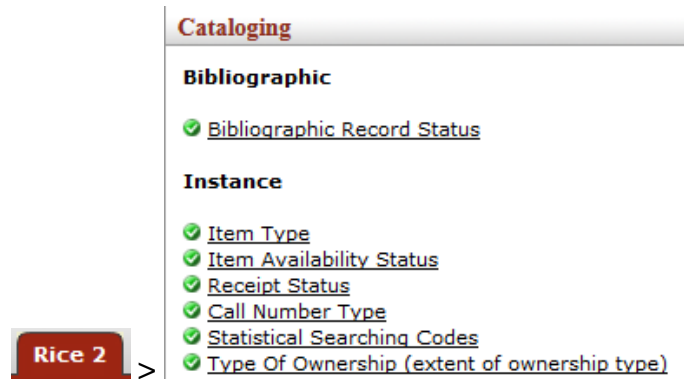 Cataloging
Bibliographic
Bibliographic Record Status
Instance
Item Type
Item Availability Status
Receipt Status
Call Number Type
Statistical Searching Codes
Rice 2 > Type Of Ownership (extent of ownership type)